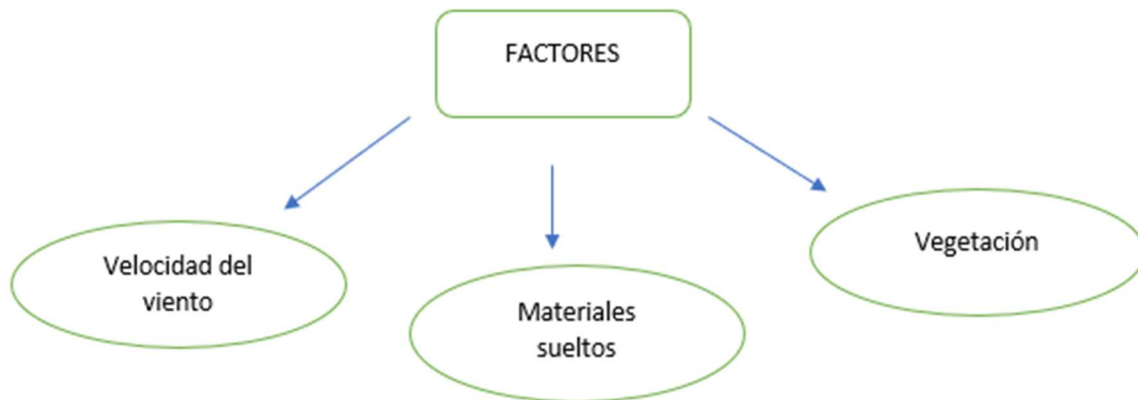 FACTORES
Velocidad del
viento
Materiales
sueltos
Vegetación